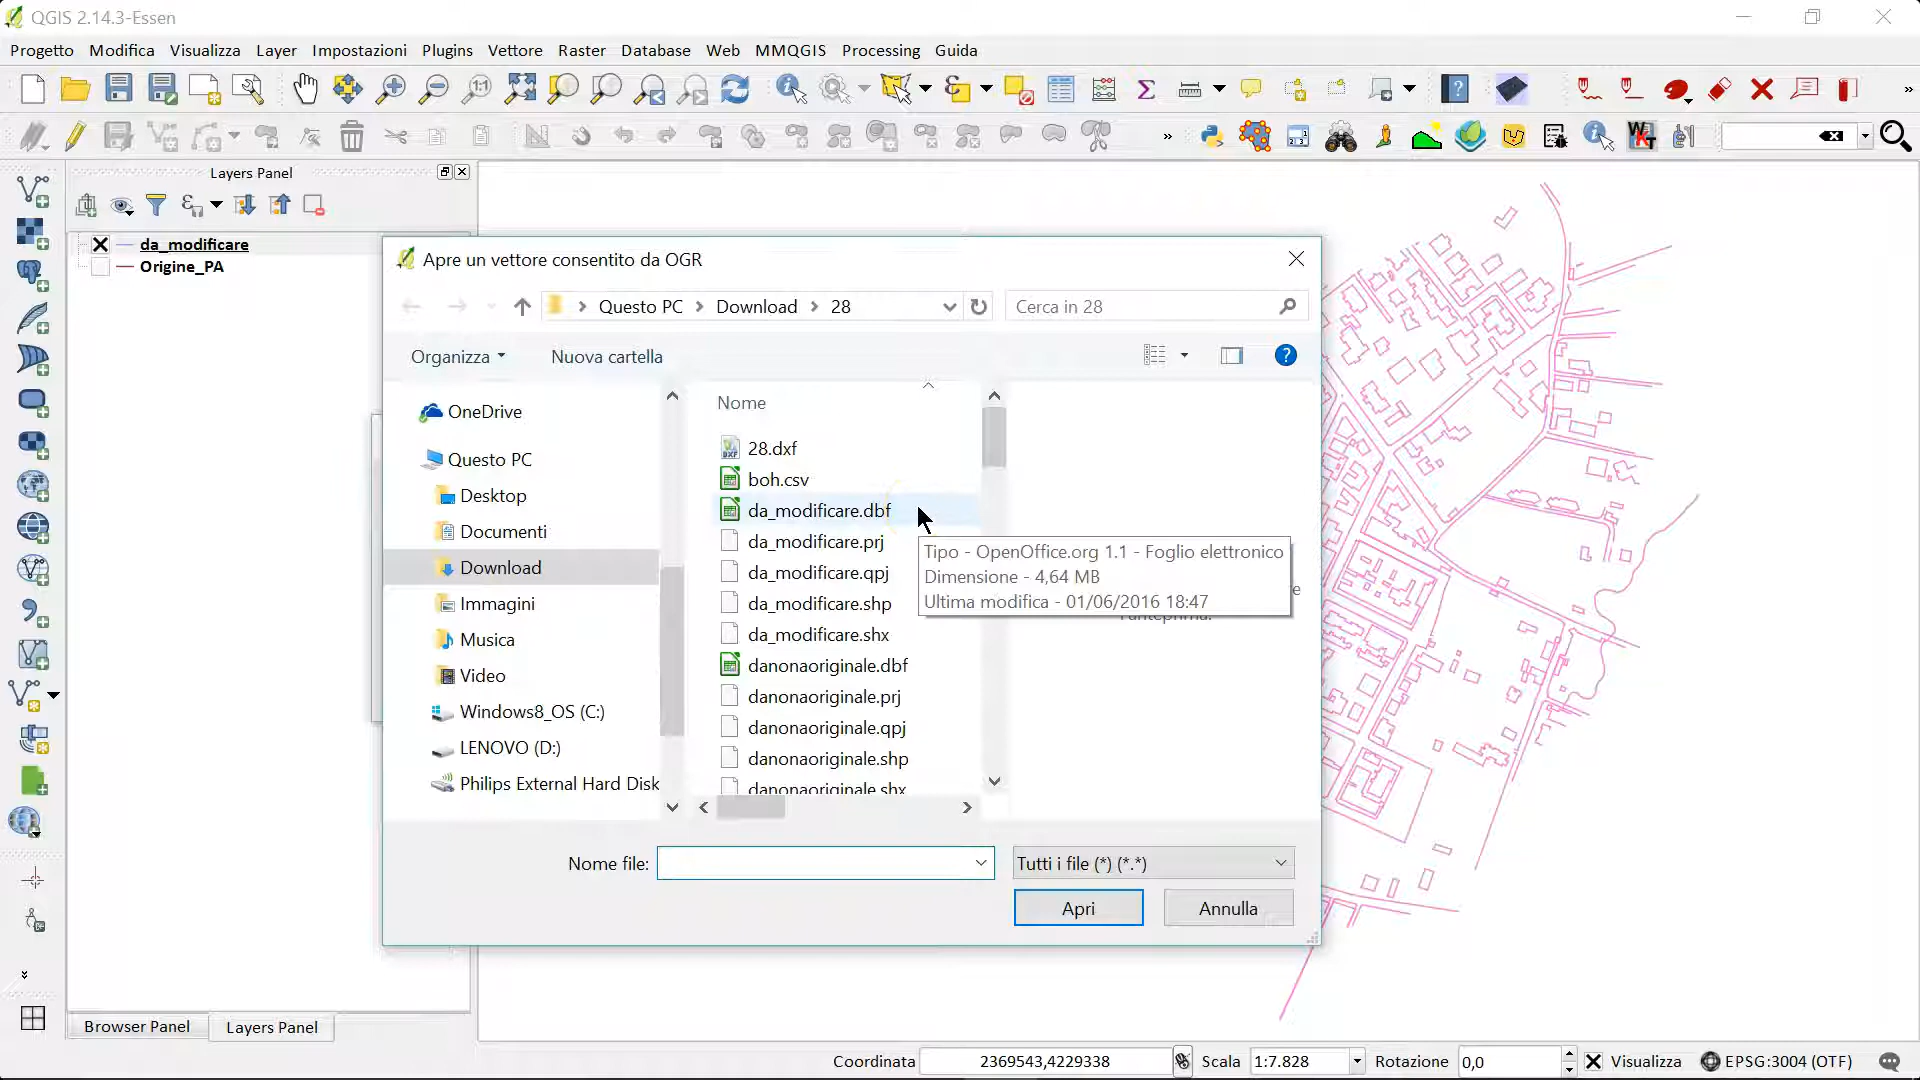 QGIS 2.14.3-Essen
Progetto Modifica Visualizza Layer Impostazioni Plugins Vettore Raster Database Web MMQGIS Processing Guida
Layers Panel
da_modificare
Origine_PA
Apre un vettore consentito da OGR
Questo PC Download 28
Cerca in 28
Organizza Nuova cartella
OneDrive
Questo PC
Desktop
Documenti
Download
Immagini
Musica
Video
Windows8_OS (C:)
LENOVO (D:)
Philips External Hard Disk
Nome
28.dxf
boh.csv
da_modificare.dbf
da_modificare.prj
da_modificare.qpj
da_modificare.shp
da_modificare.shx
danonaoriginale.dbf
danonaoriginale.prj
danonaoriginale.qpj
danonaoriginale.shp
danonaoriginale.shx
Tipo - OpenOffice.org 1.1 - Foglio elettronico
Dimensione - 4,64 MB
Ultima modifica - 01/06/2016 18:47
Nome file:
Tutti i file (*) (*.*)
Apri Annulla
Browser Panel Layers Panel
Coordinata 2369543,4229338 Scala 1:7.828 Rotazione 0,0 Visualizza EPSG:3004 (OTF)